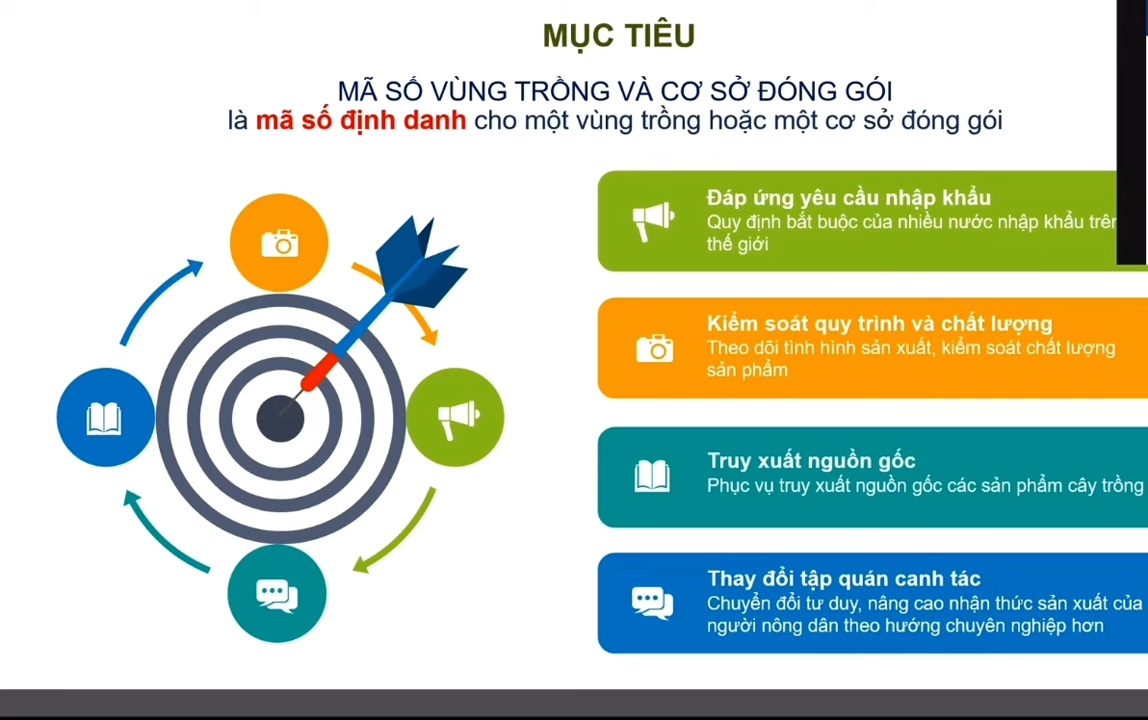 MỤC TIÊU
MÃ SỐ VÙNG TRỒNG VÀ CƠ SỞ ĐÓNG GÓI
là mã số định danh cho một vùng trồng hoặc một cơ sở đóng gói
Đáp ứng yêu cầu nhập khẩu
Quy định bắt buộc của nhiều nước nhập khẩu trên
thế giới
Kiểm soát quy trình và chất lượng
Theo dõi tình hình sản xuất, kiểm soát chất lượng
sản phẩm
Truy xuất nguồn gốc
Phục vụ truy xuất nguồn gốc các sản phẩm cây trồng
Thay đổi tập quán canh tác
Chuyển đổi tư duy, nâng cao nhận thức sản xuất của
người nông dân theo hướng chuyên nghiệp hơn